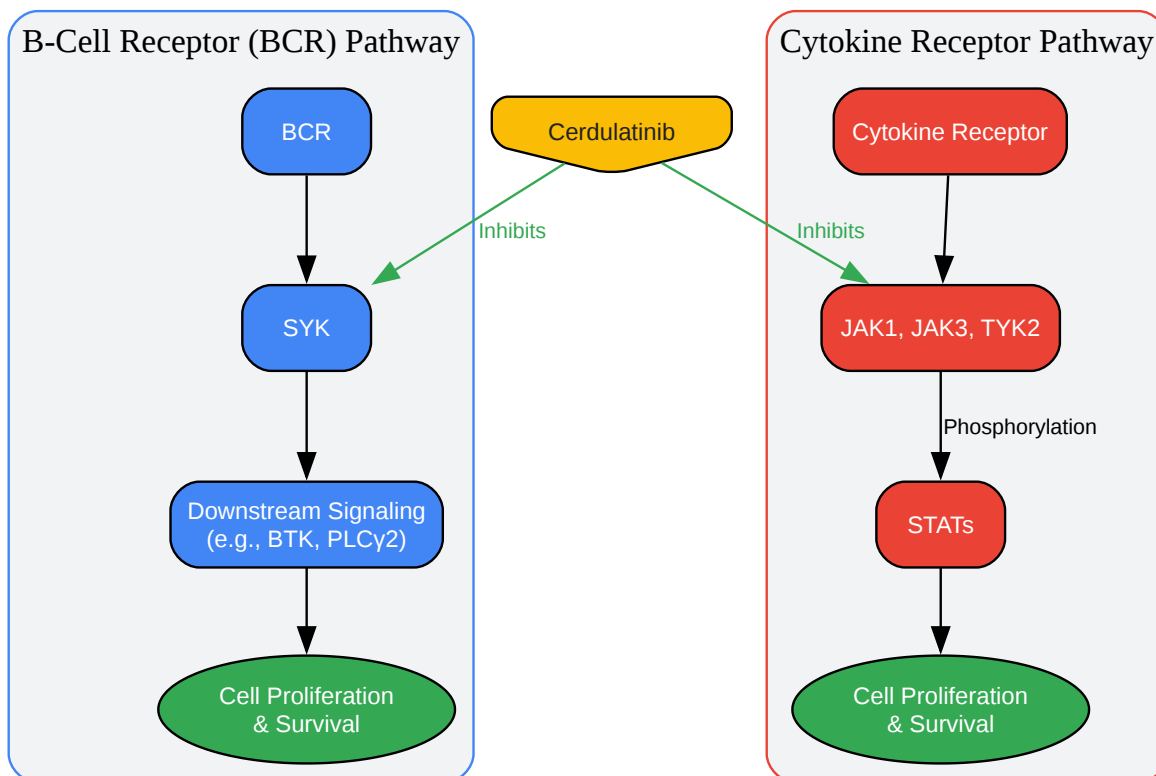 B-Cell Receptor (BCR) Pathway
BCR
SYK
Downstream Signaling
(e.g., BTK, PLCγ2)
Cell Proliferation
& Survival
Cerdulatinib
Inhibits
Inhibits
Cytokine Receptor Pathway
Cytokine Receptor
JAK1, JAK3, TYK2
Phosphorylation
STATs
Cell Proliferation
& Survival